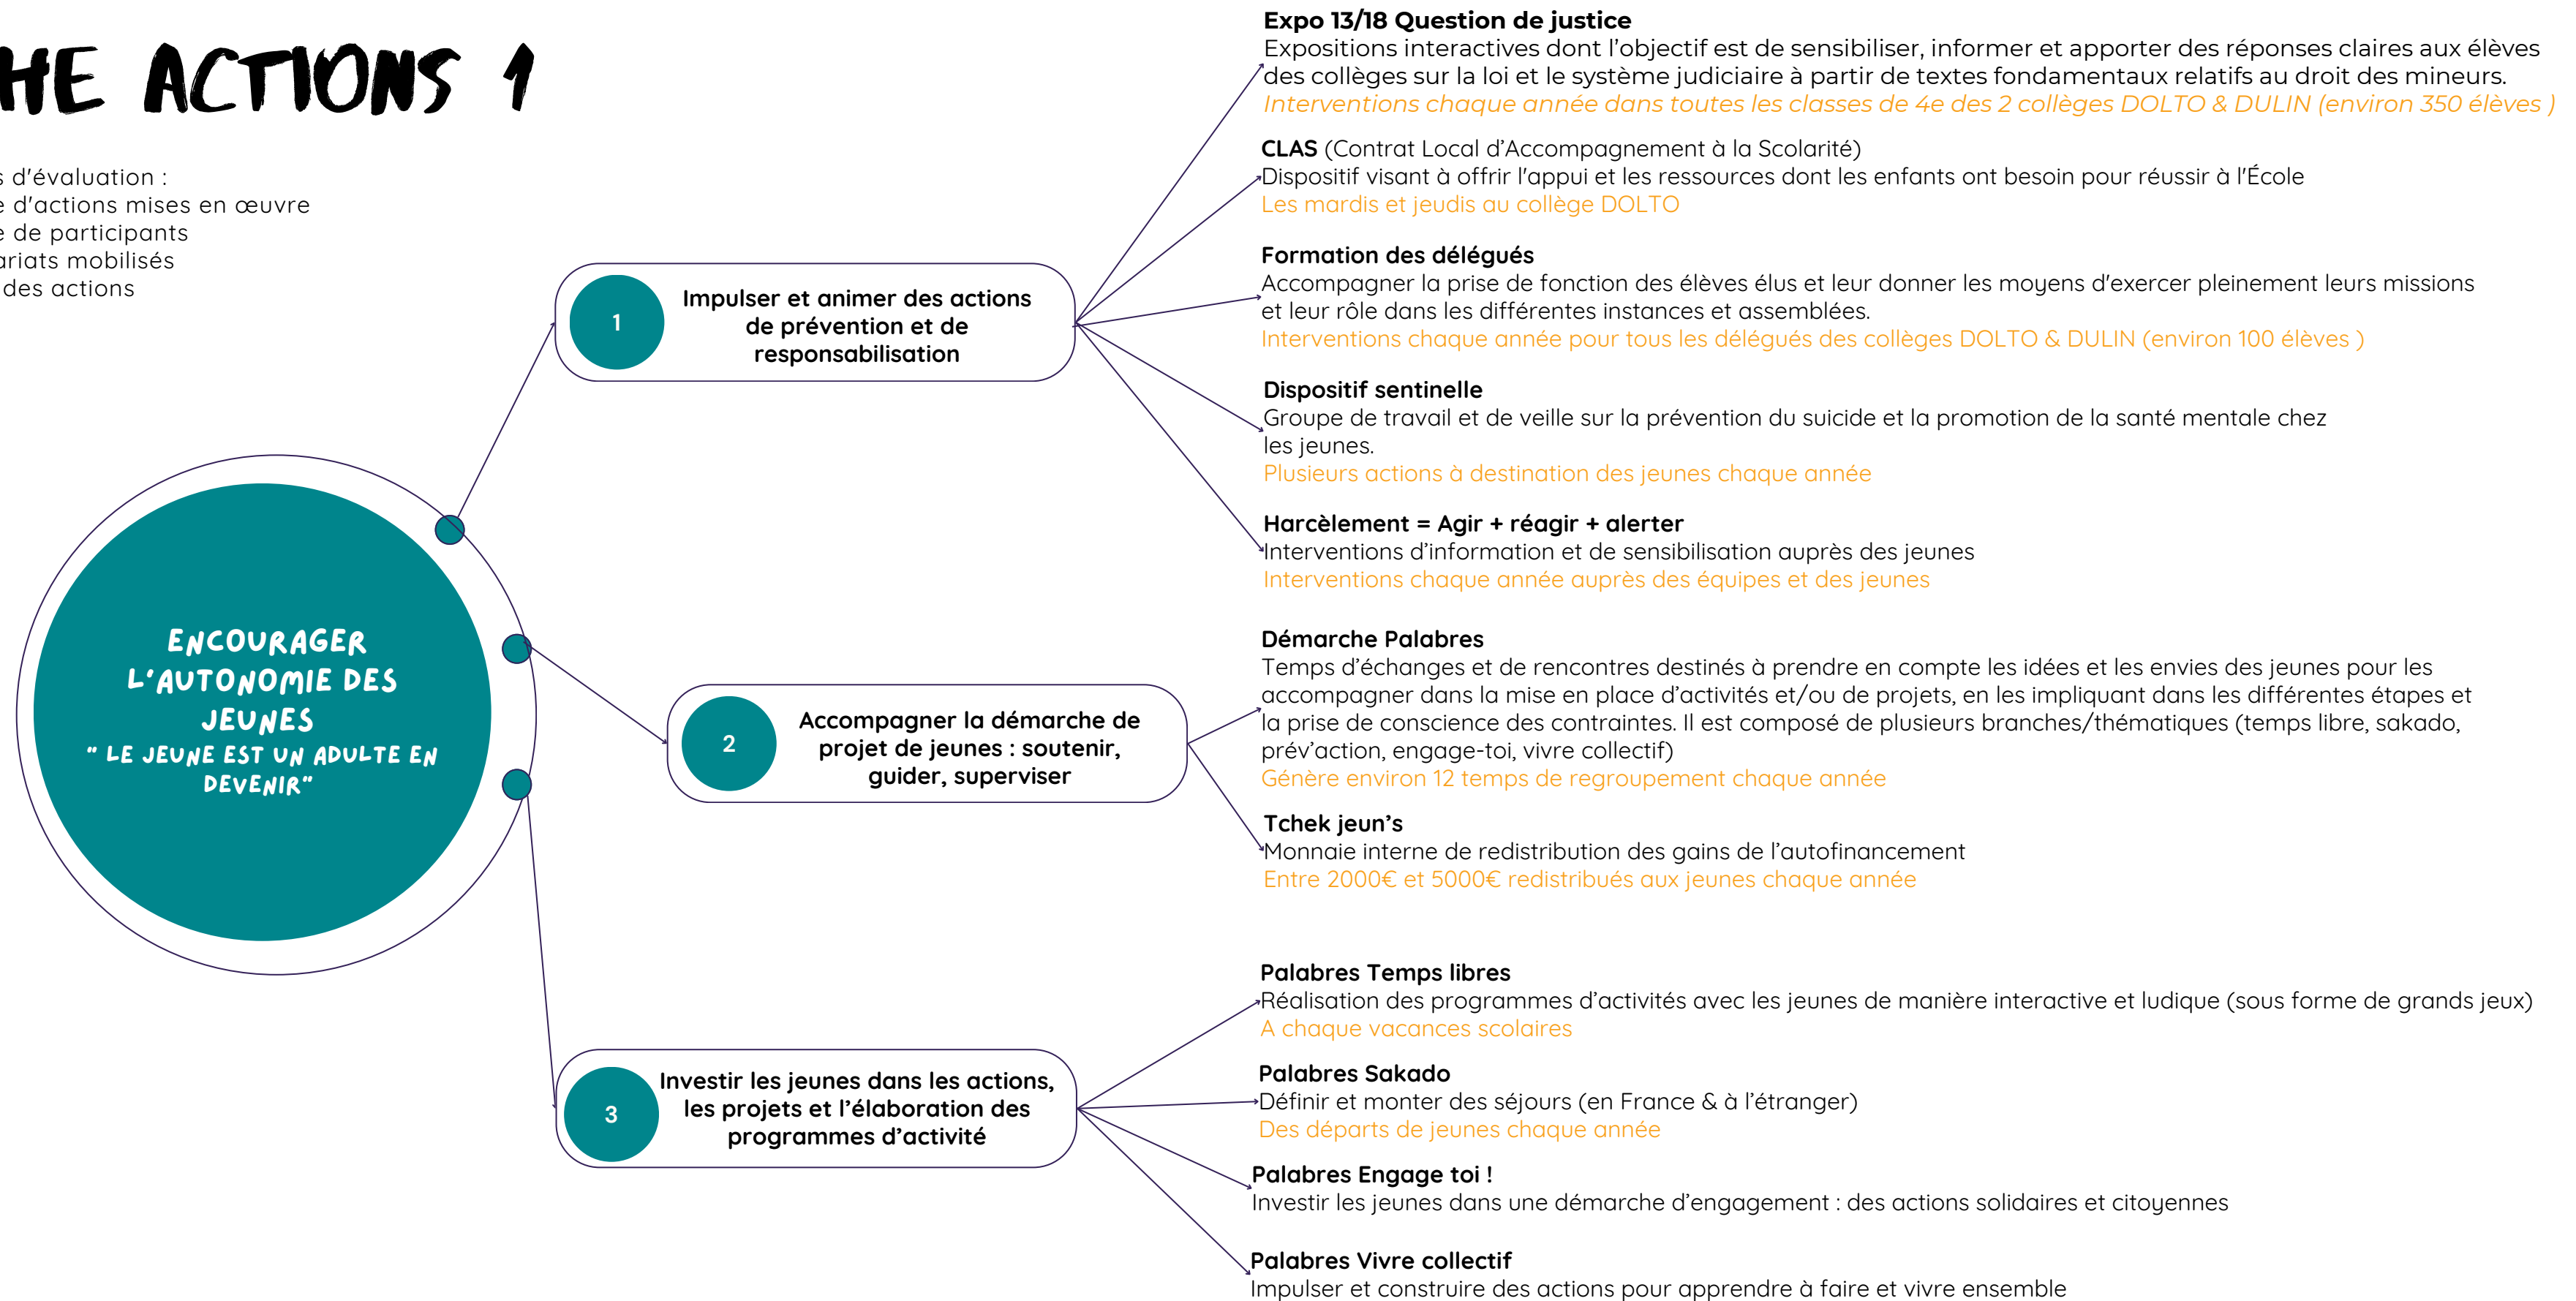 HE ACTIONS 1
s d'évaluation :
e d'actions mises en œuvre
e de participants
ariats mobilisés
des actions
ENCOURAGER
L'AUTONOMIE DES
JEUNES
" LE JEUNE EST UN ADULTE EN
DEVENIR"
1
Impulser et animer des actions
de prévention et de
responsabilisation
Expo 13/18 Question de justice
Expositions interactives dont l’objectif est de sensibiliser, informer et apporter des réponses claires aux élèves
des collèges sur la loi et le système judiciaire à partir de textes fondamentaux relatifs au droit des mineurs.
Interventions chaque année dans toutes les classes de 4e des 2 collèges DOLTO & DULIN (environ 350 élèves )
CLAS (Contrat Local d’Accompagnement à la Scolarité)
Dispositif visant à offrir l'appui et les ressources dont les enfants ont besoin pour réussir à l'École
Les mardis et jeudis au collège DOLTO
Formation des délégués
Accompagner la prise de fonction des élèves élus et leur donner les moyens d'exercer pleinement leurs missions
et leur rôle dans les différentes instances et assemblées.
Interventions chaque année pour tous les délégués des collèges DOLTO & DULIN (environ 100 élèves )
Dispositif sentinelle
Groupe de travail et de veille sur la prévention du suicide et la promotion de la santé mentale chez
les jeunes.
Plusieurs actions à destination des jeunes chaque année
Harcèlement = Agir + réagir + alerter
Interventions d’information et de sensibilisation auprès des jeunes
Interventions chaque année auprès des équipes et des jeunes
2
Accompagner la démarche de
projet de jeunes : soutenir,
guider, superviser
Démarche Palabres
Temps d’échanges et de rencontres destinés à prendre en compte les idées et les envies des jeunes pour les
accompagner dans la mise en place d’activités et/ou de projets, en les impliquant dans les différentes étapes et
la prise de conscience des contraintes. Il est composé de plusieurs branches/thématiques (temps libre, sakado,
prév’action, engage-toi, vivre collectif)
Génère environ 12 temps de regroupement chaque année
Tchek jeun’s
Monnaie interne de redistribution des gains de l’autofinancement
Entre 2000€ et 5000€ redistribués aux jeunes chaque année
3
Investir les jeunes dans les actions,
les projets et l’élaboration des
programmes d’activité
Palabres Temps libres
Réalisation des programmes d’activités avec les jeunes de manière interactive et ludique (sous forme de grands jeux)
A chaque vacances scolaires
Palabres Sakado
Définir et monter des séjours (en France & à l’étranger)
Des départs de jeunes chaque année
Palabres Engage toi !
Investir les jeunes dans une démarche d’engagement : des actions solidaires et citoyennes
Palabres Vivre collectif
Impulser et construire des actions pour apprendre à faire et vivre ensemble